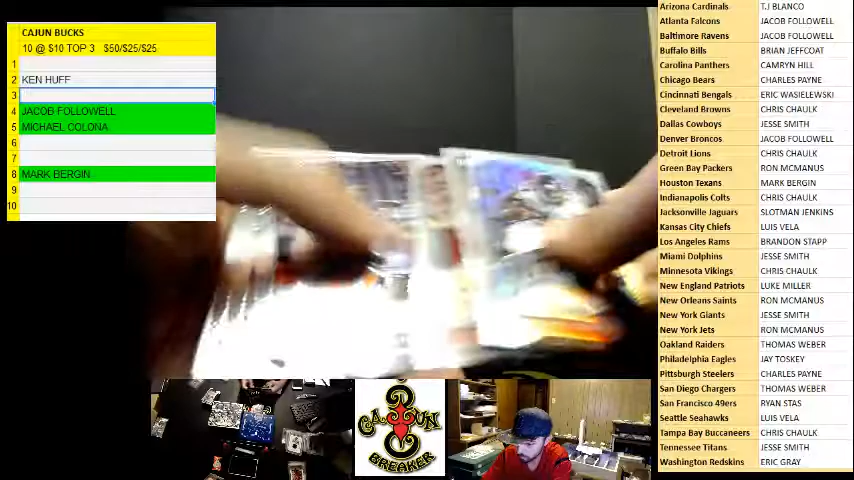 CAJUN BUCKS
10 @ $10 TOP 3 $50/$25/$25
1
2 KEN HUFF
3
4 JACOB FOLLOWELL
5 MICHAEL COLONA
6
7
8 MARK BERGIN
9
10
Arizona Cardinals T.J BLANCO
Atlanta Falcons JACOB FOLLOWELL
Baltimore Ravens JACOB FOLLOWELL
Buffalo Bills BRIAN JEFFCOAT
Carolina Panthers CAMRYN HILL
Chicago Bears CHARLES PAYNE
Cincinnati Bengals ERIC WASIELEWSKI
Cleveland Browns CHRIS CHAULK
Dallas Cowboys JESSE SMITH
Denver Broncos JACOB FOLLOWELL
Detroit Lions CHRIS CHAULK
Green Bay Packers RON MCMANUS
Houston Texans MARK BERGIN
Indianapolis Colts CHRIS CHAULK
Jacksonville Jaguars SLOTMAN JENKINS
Kansas City Chiefs LUIS VELA
Los Angeles Rams BRANDON STAPP
Miami Dolphins JESSE SMITH
Minnesota Vikings CHRIS CHAULK
New England Patriots LUKE MILLER
New Orleans Saints RON MCMANUS
New York Giants JESSE SMITH
New York Jets RON MCMANUS
Oakland Raiders THOMAS WEBER
Philadelphia Eagles JAY TOSKEY
Pittsburgh Steelers CHARLES PAYNE
San Diego Chargers THOMAS WEBER
San Francisco 49ers RYAN STAS
Seattle Seahawks LUIS VELA
Tampa Bay Buccaneers CHRIS CHAULK
Tennessee Titans JESSE SMITH
Washington Redskins ERIC GRAY
CAJUN
BREAKER